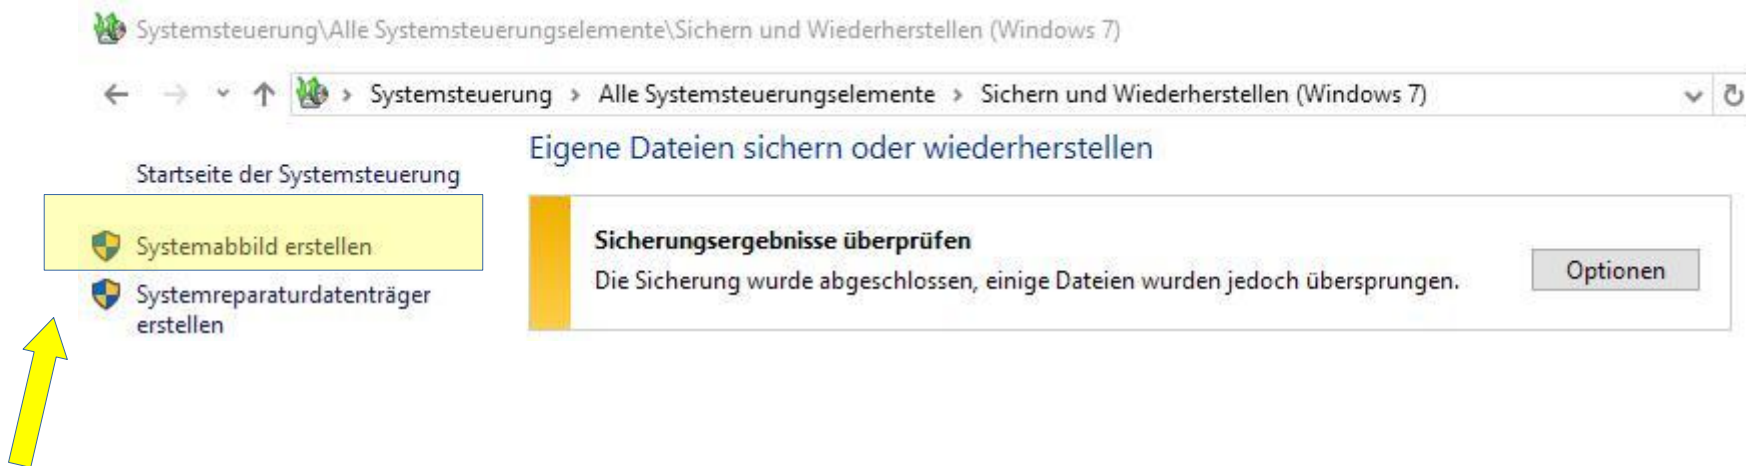 Systemsteuerung\Alle Systemsteuerungselemente\Sichern und Wiederherstellen (Windows 7)
Systemsteuerung › Alle Systemsteuerungselemente › Sichern und Wiederherstellen (Windows 7)
Startseite der Systemsteuerung
Systemabbild erstellen
Systemreparaturdatenträger
erstellen
Eigene Dateien sichern oder wiederherstellen
Sicherungsergebnisse überprüfen
Die Sicherung wurde abgeschlossen, einige Dateien wurden jedoch übersprungen.
Optionen